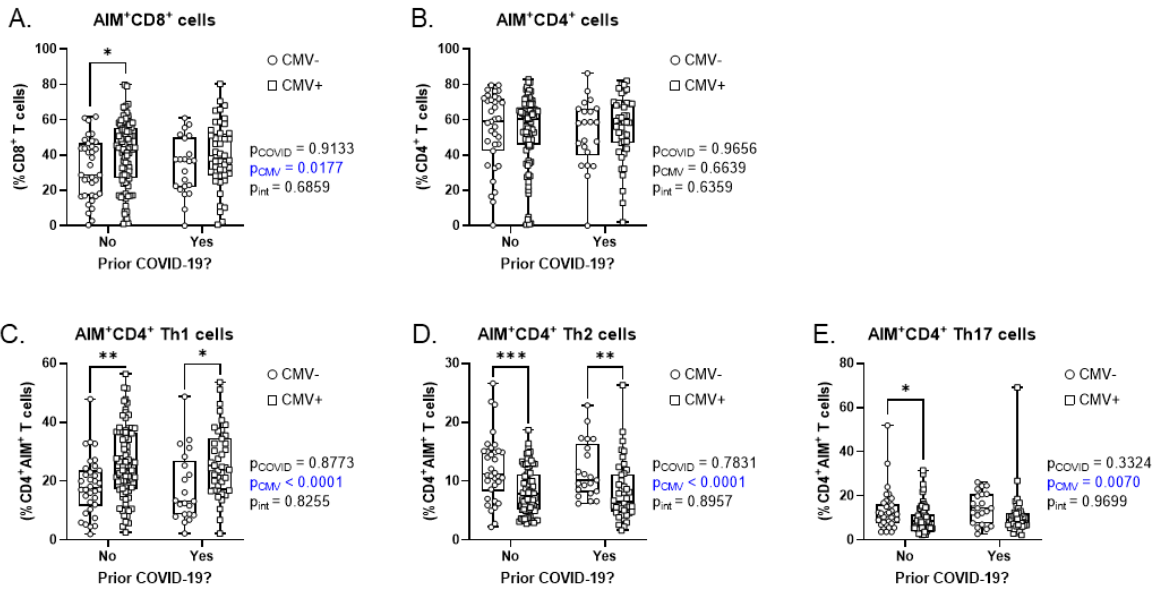 A.
AIM⁺CD8⁺ cells
(%CD8⁺ T cells)
100
80
60
40
20
0
*
No
Yes
Prior COVID-19?
CMV-
CMV+
pCOVID = 0.9133
pCMV = 0.0177
pint = 0.6859
B.
AIM⁺CD4⁺ cells
(%CD4⁺ T cells)
100
80
60
40
20
0
No
Yes
Prior COVID-19?
CMV-
CMV+
pCOVID = 0.9656
pCMV = 0.6639
pint = 0.6359
C.
AIM⁺CD4⁺ Th1 cells
(%CD4⁺AIM⁺ T cells)
60
40
20
0
**
*
No
Yes
Prior COVID-19?
CMV-
CMV+
pCOVID = 0.8773
pCMV < 0.0001
pint = 0.8255
D.
AIM⁺CD4⁺ Th2 cells
(%CD4⁺AIM⁺ T cells)
30
20
10
0
***
**
No
Yes
Prior COVID-19?
CMV-
CMV+
pCOVID = 0.7831
pCMV < 0.0001
pint = 0.8957
E.
AIM⁺CD4⁺ Th17 cells
(%CD4⁺AIM⁺ T cells)
80
60
40
20
0
*
No
Yes
Prior COVID-19?
CMV-
CMV+
pCOVID = 0.3324
pCMV = 0.0070
pint = 0.9699